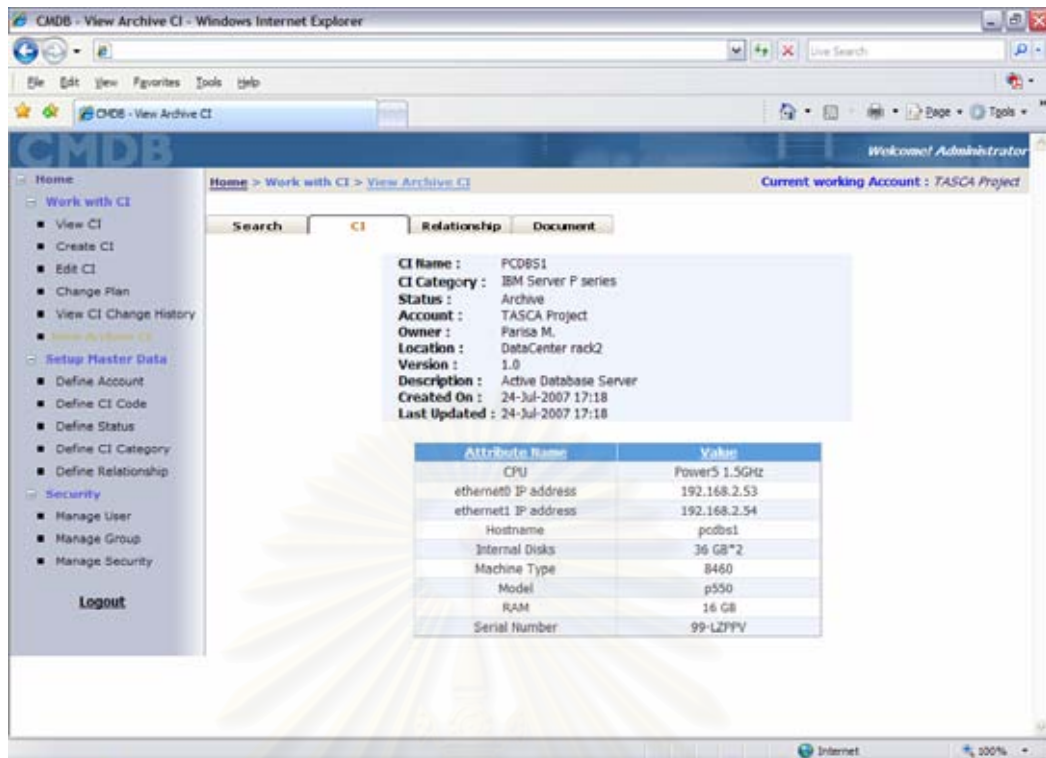 CMDB - View Archive CI - Windows Internet Explorer
Live Search
File Edit View Favorites Tools Help
CMDB - View Archive CI
Page Tools
CMDB
Welcome! Administrator
Home > Work with CI > View Archive CI
Current working Account : TASCA Project
Home
Work with CI
View CI
Create CI
Edit CI
Change Plan
View CI Change History
View Archive CI
Setup Master Data
Define Account
Define CI Code
Define Status
Define CI Category
Define Relationship
Security
Manage User
Manage Group
Manage Security
Logout
Search CI Relationship Document
CI Name : PCDBS1
CI Category : IBM Server P series
Status : Archive
Account : TASCA Project
Owner : Parisa M.
Location : DataCenter rack2
Version : 1.0
Description : Active Database Server
Created On : 24-Jul-2007 17:18
Last Updated : 24-Jul-2007 17:18
Attribute Name Value
CPU Power5 1.5GHz
ethernet0 IP address 192.168.2.53
ethernet1 IP address 192.168.2.54
Hostname pcdbs1
Internal Disks 36 GB*2
Machine Type 8460
Model p550
RAM 16 GB
Serial Number 99-LZPPV
Internet
100%